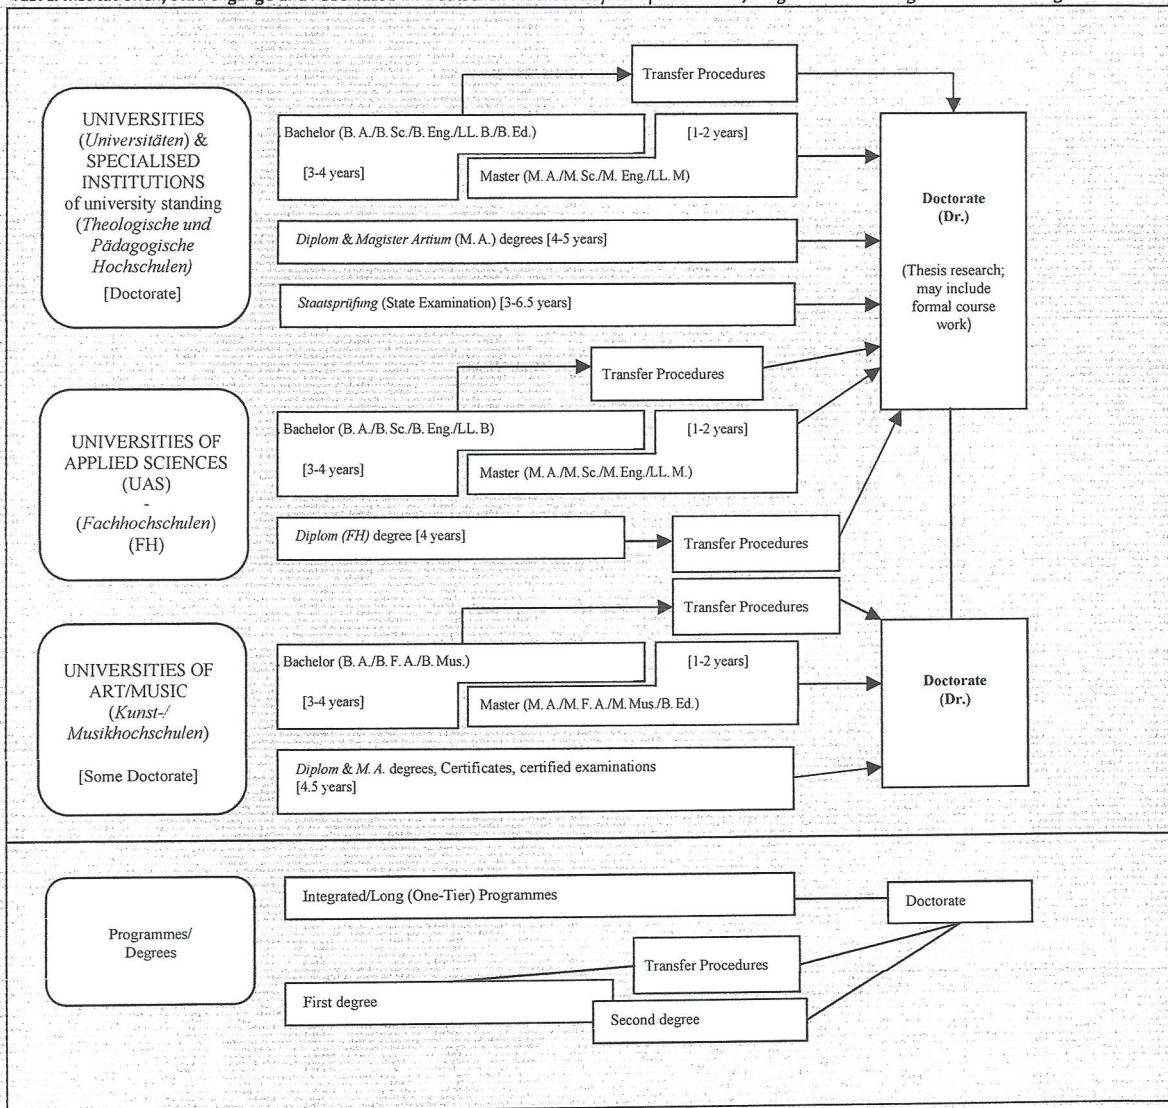 Transfer Procedures
UNIVERSITIES
(Universitäten) &
SPECIALISED
INSTITUTIONS
of university standing
(Theologische und
Pädagogische
Hochschulen)
[Doctorate]
Bachelor (B. A./B. Sc./B. Eng./LL. B./B. Ed.)
[3-4 years]
[1-2 years]
Master (M. A./M. Sc./M. Eng./LL. M)
Diplom & Magister Artium (M. A.) degrees [4-5 years]
Staatsprüfung (State Examination) [3-6.5 years]
Doctorate
(Dr.)
(Thesis research;
may include
formal course
work)
Transfer Procedures
UNIVERSITIES OF
APPLIED SCIENCES
(UAS)
-
(Fachhochschulen)
(FH)
Bachelor (B. A./B. Sc./B. Eng./LL. B)
[3-4 years]
[1-2 years]
Master (M. A./M. Sc./M. Eng./LL. M.)
Diplom (FH) degree [4 years]
Transfer Procedures
Transfer Procedures
UNIVERSITIES OF
ART/MUSIC
(Kunst-/
Musikhochschulen)
[Some Doctorate]
Bachelor (B. A./B. F. A./B. Mus.)
[3-4 years]
[1-2 years]
Master (M. A./M. F. A./M. Mus./B. Ed.)
Diplom & M. A. degrees, Certificates, certified examinations
[4.5 years]
Doctorate
(Dr.)
Programmes/
Degrees
Integrated/Long (One-Tier) Programmes
Doctorate
Transfer Procedures
First degree
Second degree